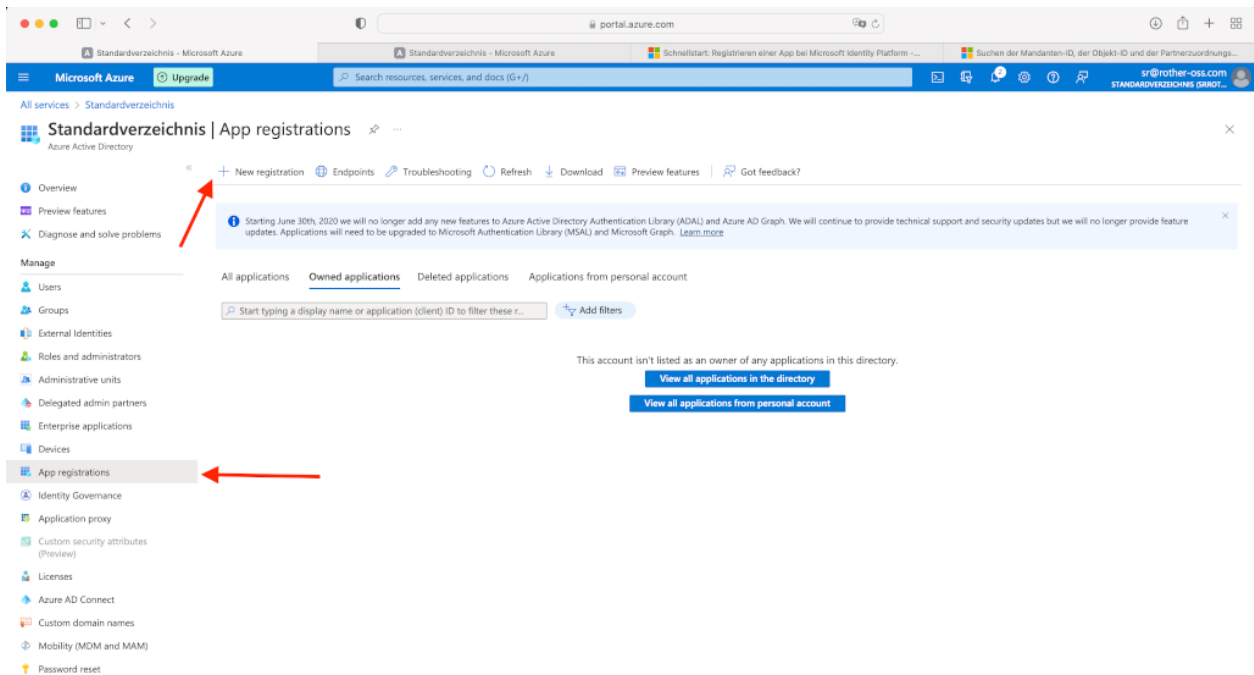 portal.azure.com
Standardverzeichnis – Microsoft Azure
Standardverzeichnis – Microsoft Azure
Schnellstart: Registrieren einer App bei Microsoft Identity Platform –...
Suchen der Mandanten-ID, der Objekt-ID und der Partnerzuordnungs...
Microsoft Azure
Upgrade
Search resources, services, and docs (G+/)
2
sr@rother-oss.com
STANDARDVERZEICHNIS (SRROT...
All services > Standardverzeichnis
Standardverzeichnis | App registrations
Azure Active Directory
New registration
Endpoints
Troubleshooting
Refresh
Download
Preview features
Got feedback?
Overview
Preview features
Diagnose and solve problems
Manage
Users
Groups
External Identities
Roles and administrators
Administrative units
Delegated admin partners
Enterprise applications
Devices
App registrations
Identity Governance
Application proxy
Custom security attributes
(Preview)
Licenses
Azure AD Connect
Custom domain names
Mobility (MDM and MAM)
Password reset
Starting June 30th, 2020 we will no longer add any new features to Azure Active Directory Authentication Library (ADAL) and Azure AD Graph. We will continue to provide technical support and security updates but we will no longer provide feature
updates. Applications will need to be upgraded to Microsoft Authentication Library (MSAL) and Microsoft Graph. Learn more
All applications
Owned applications
Deleted applications
Applications from personal account
Start typing a display name or application (client) ID to filter these r...
Add filters
This account isn't listed as an owner of any applications in this directory.
View all applications in the directory
View all applications from personal account